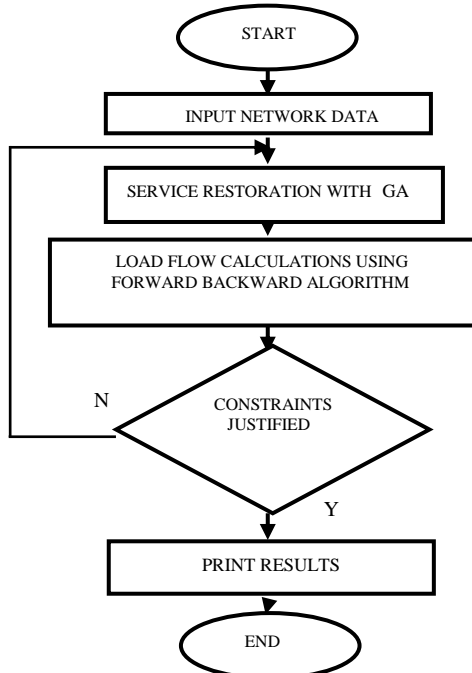 START
INPUT NETWORK DATA
SERVICE RESTORATION WITH GA
LOAD FLOW CALCULATIONS USING
FORWARD BACKWARD ALGORITHM
N
CONSTRAINTS
JUSTIFIED
Y
PRINT RESULTS
END